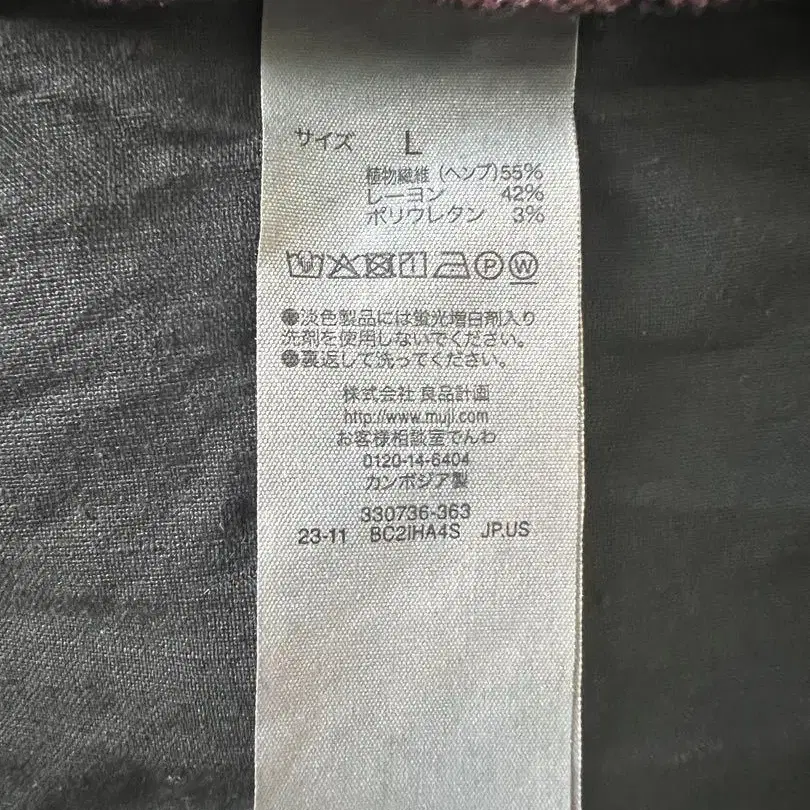 サイズ L
植物繊維 (ヘンプ) 55%
レーヨン 42%
ポリウレタン 3%
P W
●淡色製品には蛍光増白剤入り
洗剤を使用しないでください。
●裏返して洗ってください。
株式会社 良品計画
http://www.muji.com
お客様相談室でんわ
0120-14-6404
カンボジア製
330736-363
23-11 BC2IHA4S JP.US